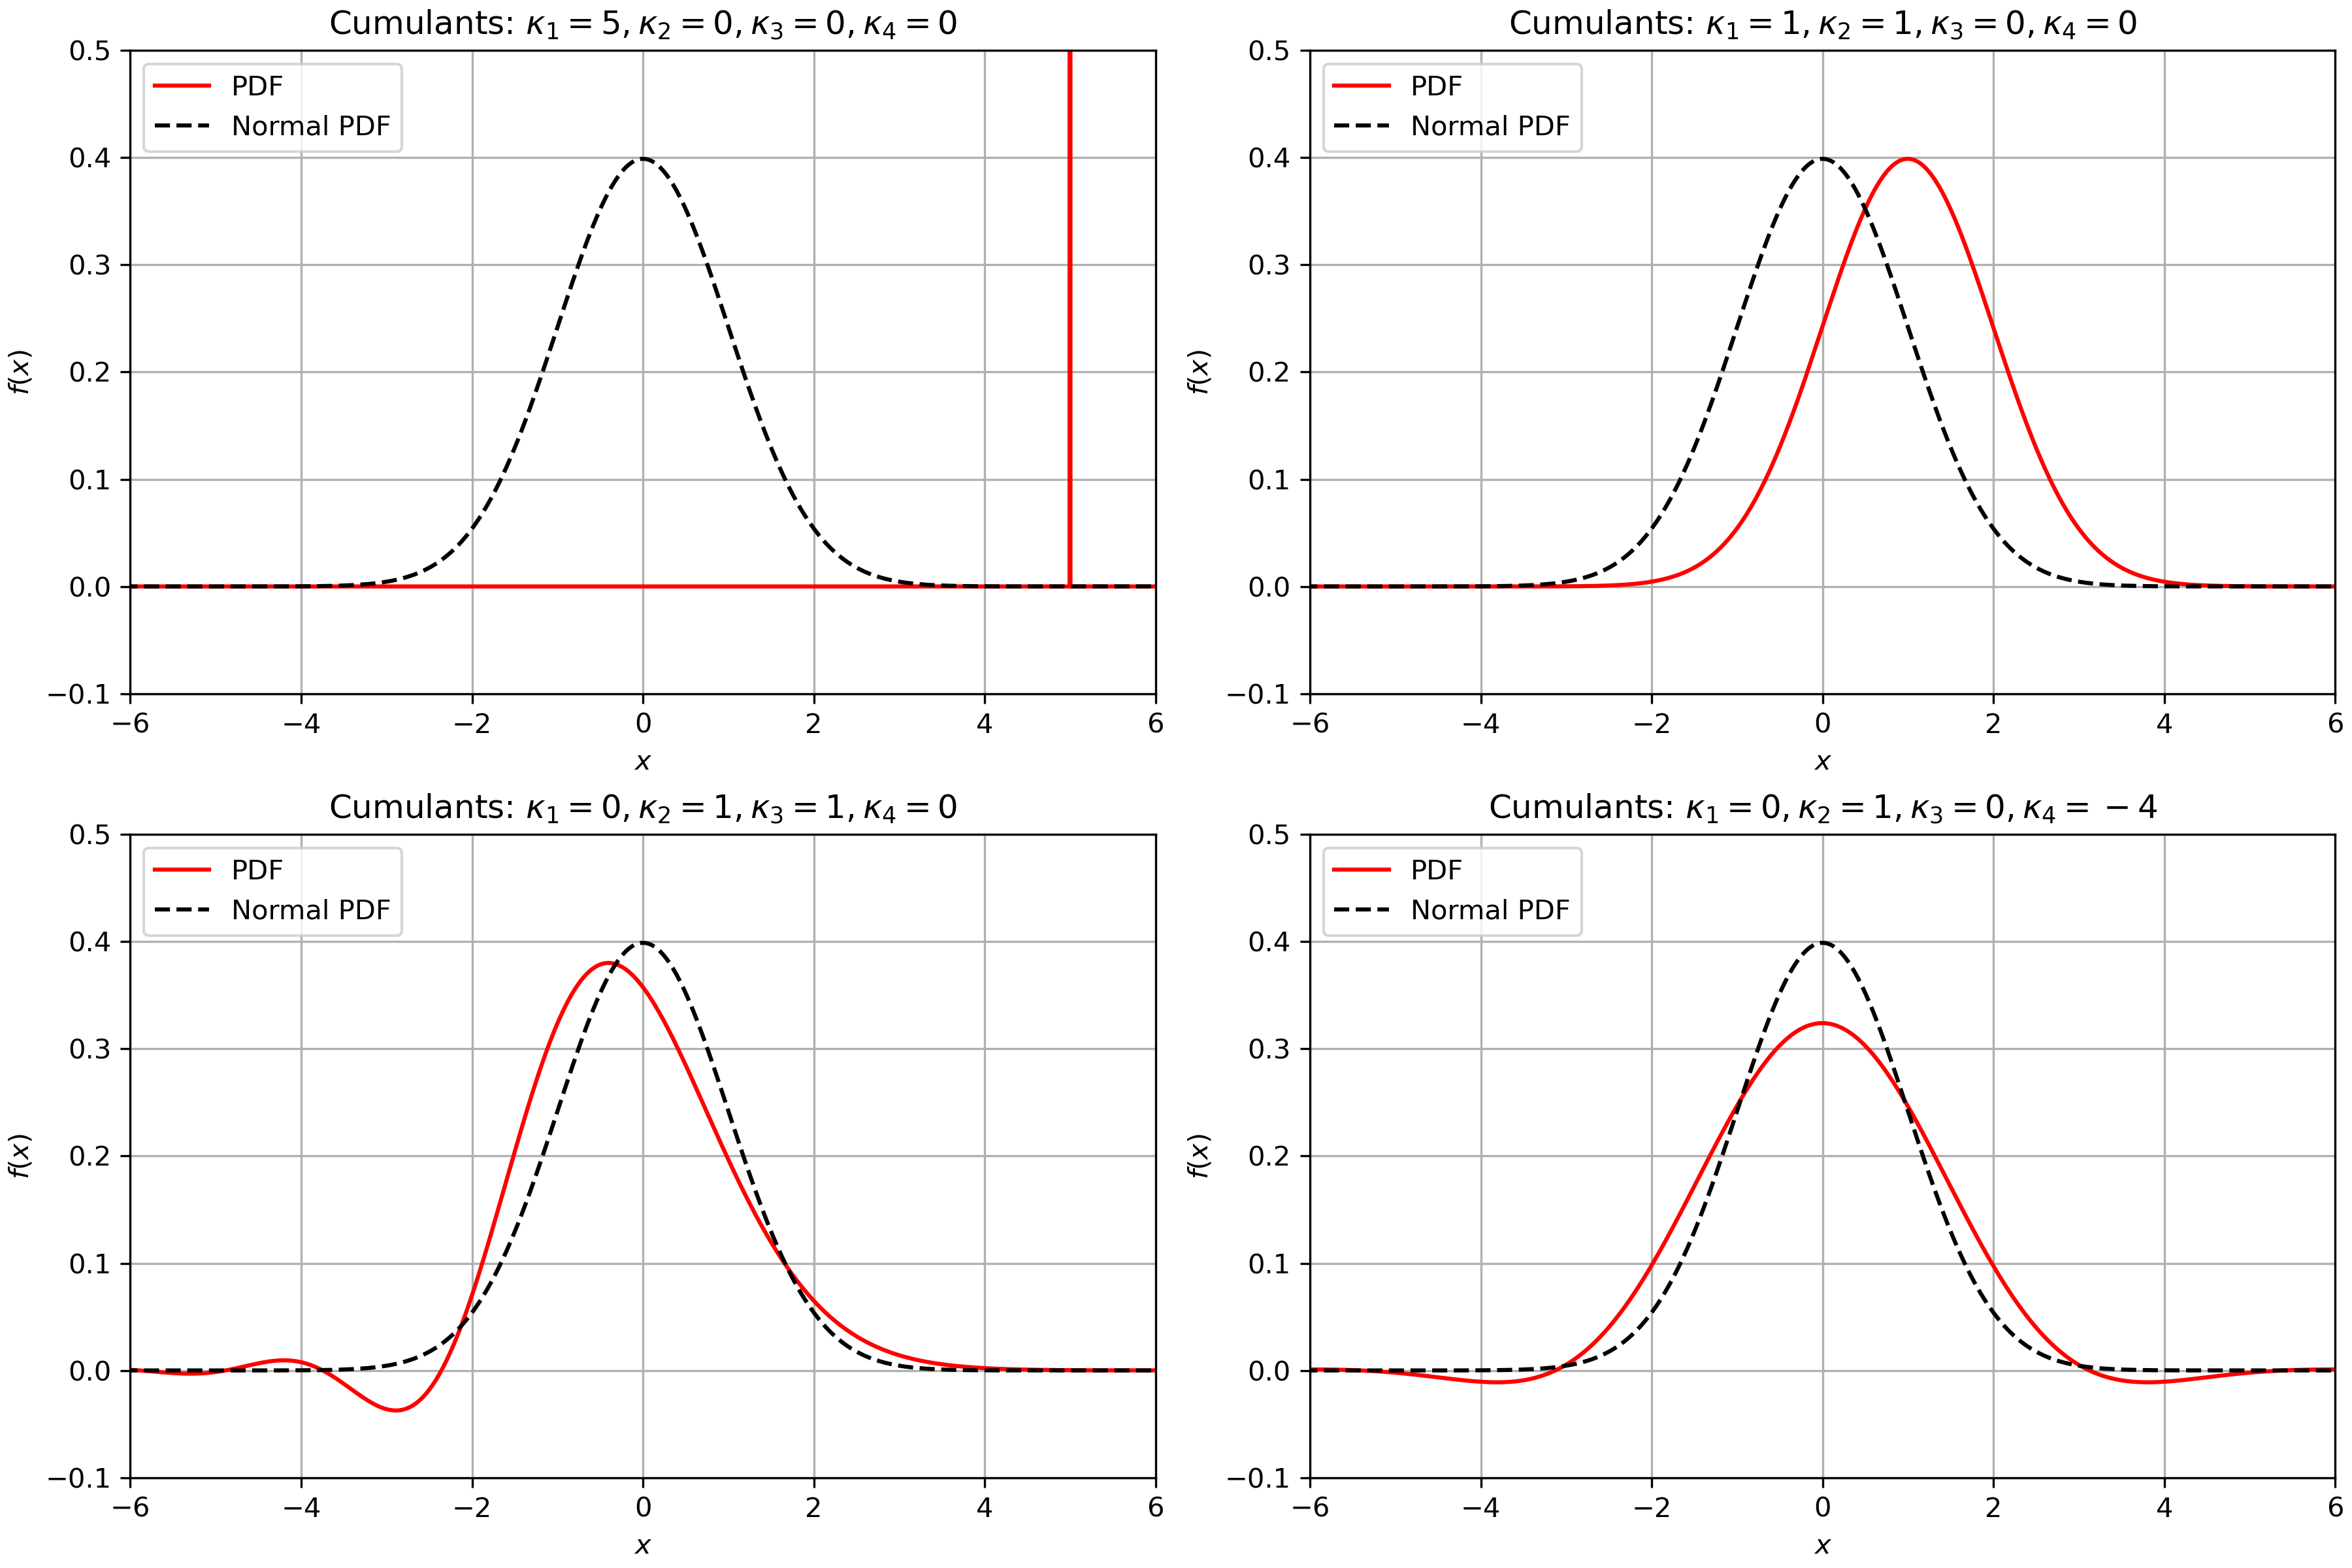 Cumulants: κ₁ = 5, κ₂ = 0, κ₃ = 0, κ₄ = 0
PDF
Normal PDF
0.5
0.4
0.3
0.2
0.1
0.0
−0.1
f(x)
−6 −4 −2 0 2 4 6
x
Cumulants: κ₁ = 1, κ₂ = 1, κ₃ = 0, κ₄ = 0
PDF
Normal PDF
0.5
0.4
0.3
0.2
0.1
0.0
−0.1
f(x)
−6 −4 −2 0 2 4 6
x
Cumulants: κ₁ = 0, κ₂ = 1, κ₃ = 1, κ₄ = 0
PDF
Normal PDF
0.5
0.4
0.3
0.2
0.1
0.0
−0.1
f(x)
−6 −4 −2 0 2 4 6
x
Cumulants: κ₁ = 0, κ₂ = 1, κ₃ = 0, κ₄ = −4
PDF
Normal PDF
0.5
0.4
0.3
0.2
0.1
0.0
−0.1
f(x)
−6 −4 −2 0 2 4 6
x